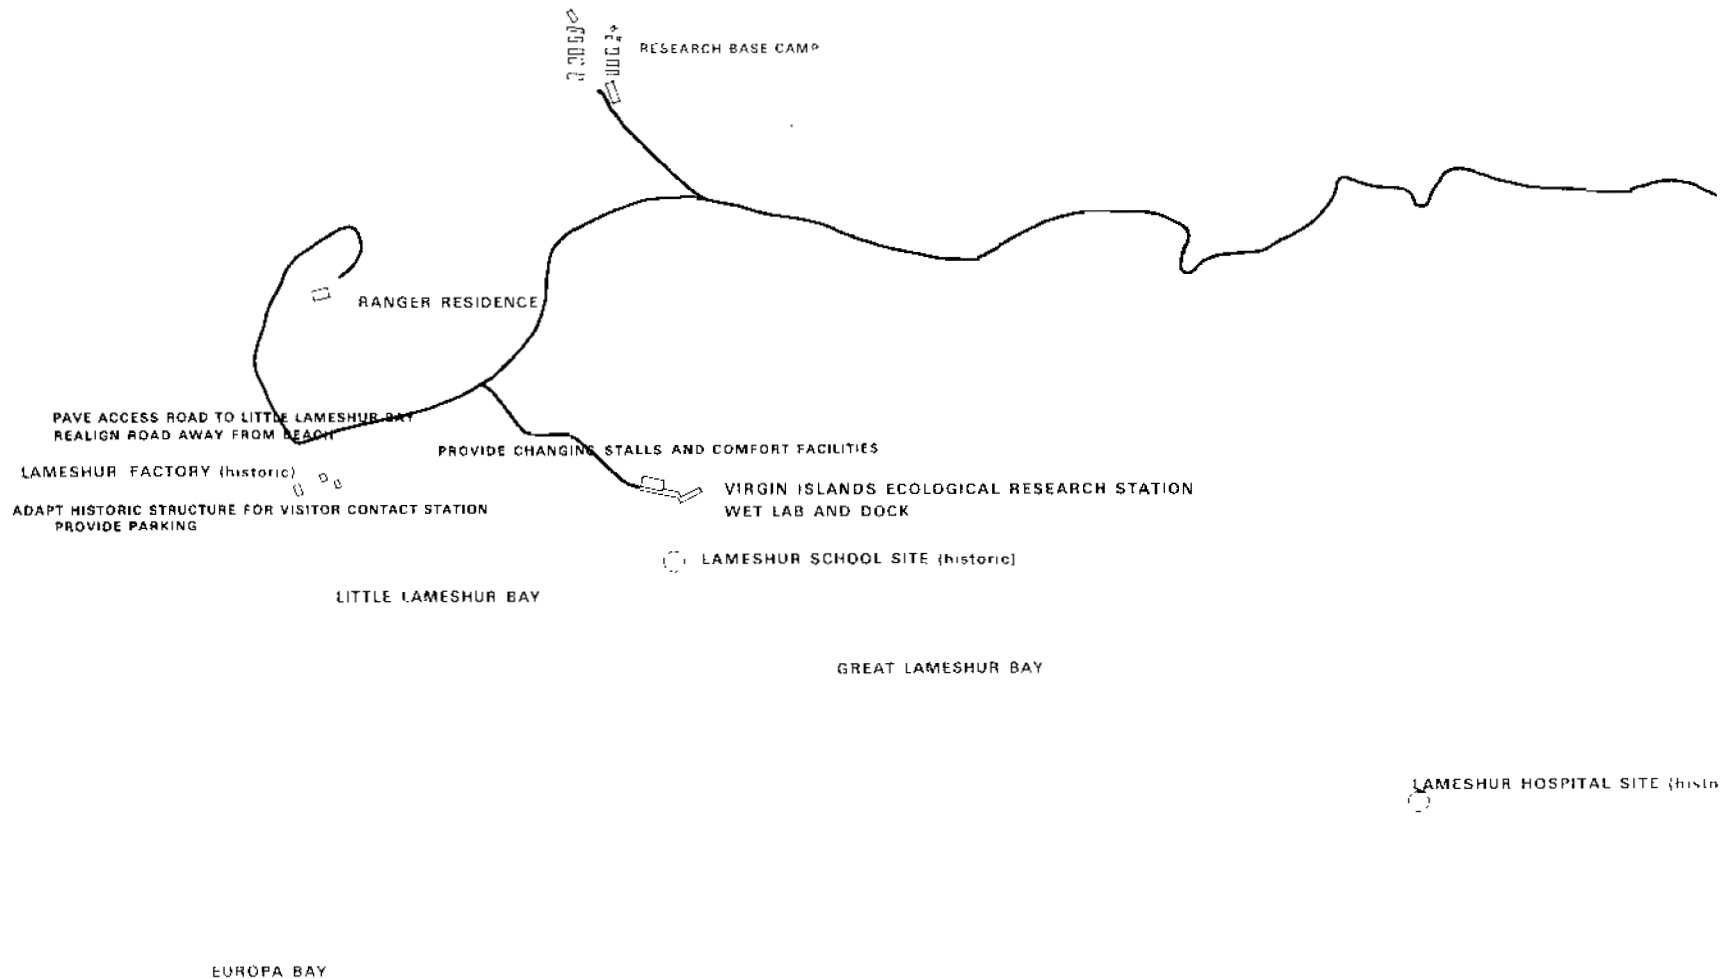 RESEARCH BASE CAMP
RANGER RESIDENCE
PAVE ACCESS ROAD TO LITTLE LAMESHUR BAY
REALIGN ROAD AWAY FROM BEACH
PROVIDE CHANGING STALLS AND COMFORT FACILITIES
LAMESHUR FACTORY (historic)
VIRGIN ISLANDS ECOLOGICAL RESEARCH STATION
WET LAB AND DOCK
ADAPT HISTORIC STRUCTURE FOR VISITOR CONTACT STATION
PROVIDE PARKING
LAMESHUR SCHOOL SITE (historic)
LITTLE LAMESHUR BAY
GREAT LAMESHUR BAY
LAMESHUR HOSPITAL SITE
EUROPA BAY